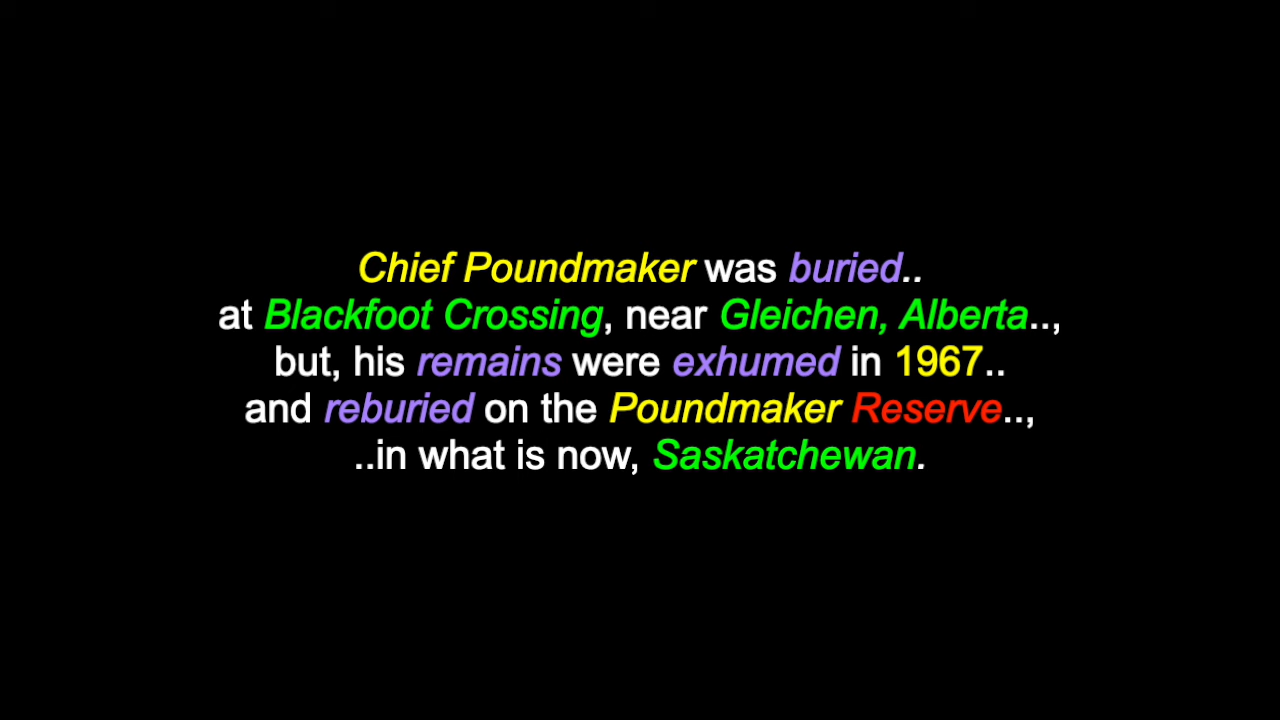 Chief Poundmaker was buried..
at Blackfoot Crossing, near Gleichen, Alberta..,
but, his remains were exhumed in 1967..
and reburied on the Poundmaker Reserve..,
..in what is now, Saskatchewan.